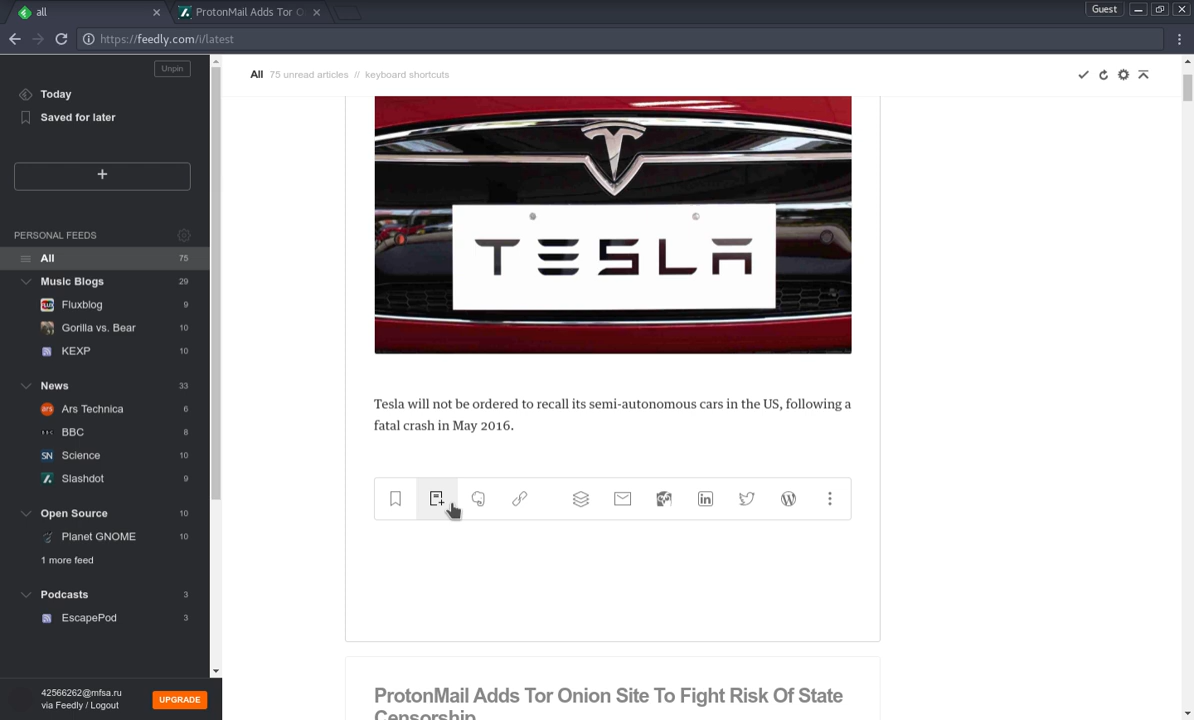 all
ProtonMail Adds Tor O
Guest
https://feedly.com/i/latest
Unpin
Today
Saved for later
+
PERSONAL FEEDS
All 75
Music Blogs 29
Fluxblog 9
Gorilla vs. Bear 10
KEXP 10
News 33
Ars Technica 6
BBC 8
Science 10
Slashdot 9
Open Source 10
Planet GNOME 10
1 more feed
Podcasts 3
EscapePod 3
42566262@mfsa.ru
via Feedly / Logout
UPGRADE
All 75 unread articles // keyboard shortcuts
TESLA
Tesla will not be ordered to recall its semi-autonomous cars in the US, following a
fatal crash in May 2016.
ProtonMail Adds Tor Onion Site To Fight Risk Of State
Censorship